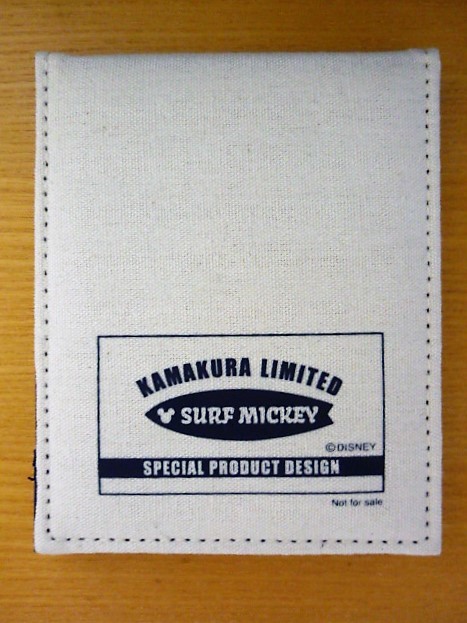 KAMAKURA LIMITED
SURF MICKEY
©DISNEY
SPECIAL PRODUCT DESIGN
Not for sale